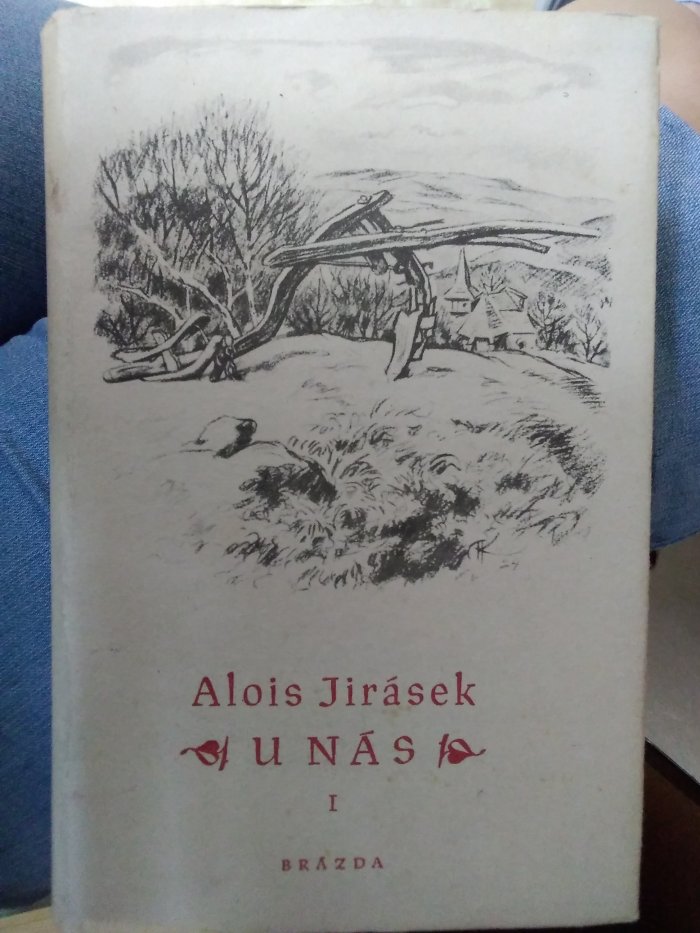 Alois Jirásek
U NÁS
I
BRÁZDA